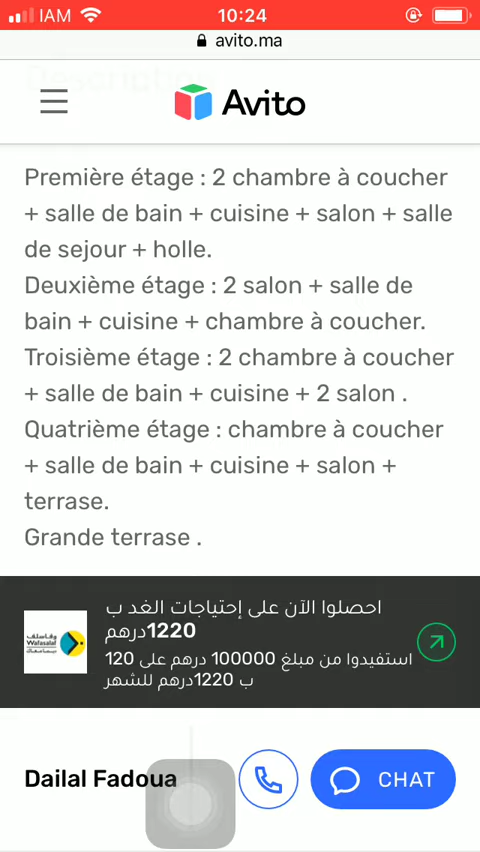 IAM
10:24
avito.ma
Description
Avito
Première étage : 2 chambre à coucher
+ salle de bain + cuisine + salon + salle
de sejour + holle.
Deuxième étage : 2 salon + salle de
bain + cuisine + chambre à coucher.
Troisième étage : 2 chambre à coucher
+ salle de bain + cuisine + 2 salon .
Quatrième étage : chambre à coucher
+ salle de bain + cuisine + salon +
terrase.
Grande terrase .
احصلوا الآن على إحتياجات الغد ب
1220درهم
استفيدوا من مبلغ 100000 درهم على 120
ب 1220درهم للشهر
وفاسلف
Wafasalaf
Dailal Fadoua
CHAT